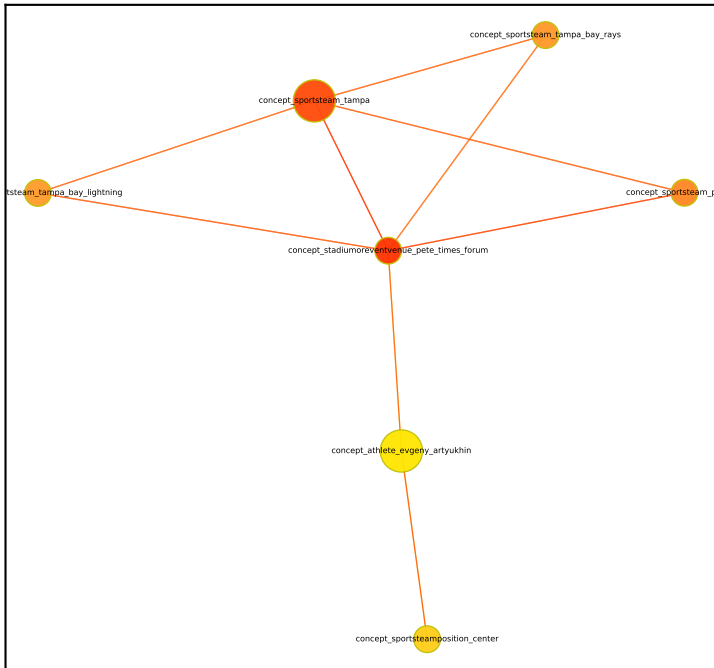 concept_sportsteam_tampa_bay_rays
concept_sportsteam_tampa
tsteam_tampa_bay_lightning
concept_sportsteam_p
concept_stadiumoreventvenue_pete_times_forum
concept_athlete_evgeny_artyukhin
concept_sportsteamposition_center